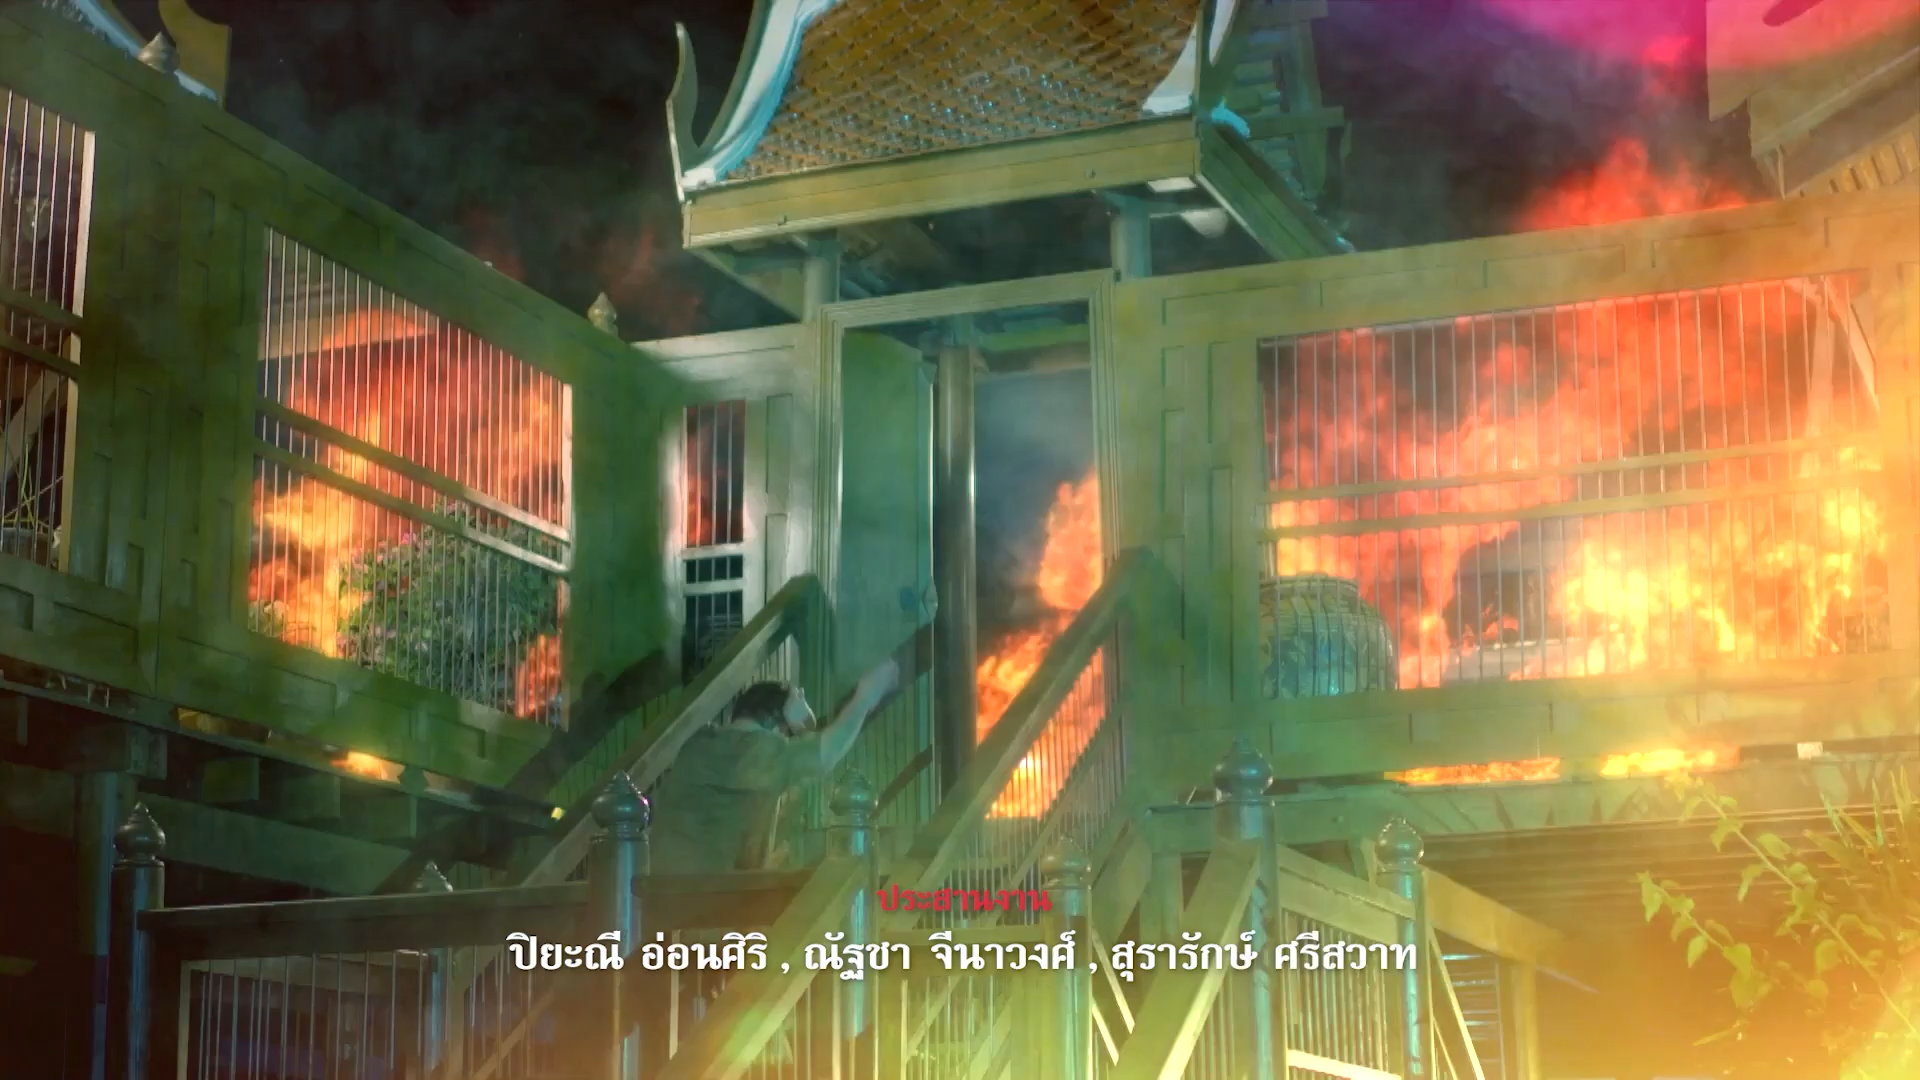 ประสานงาน
ปิยะณี อ่อนศิริ , ณัฐชา จีนาวงศ์ , สุรารักษ์ ศรีสวาท